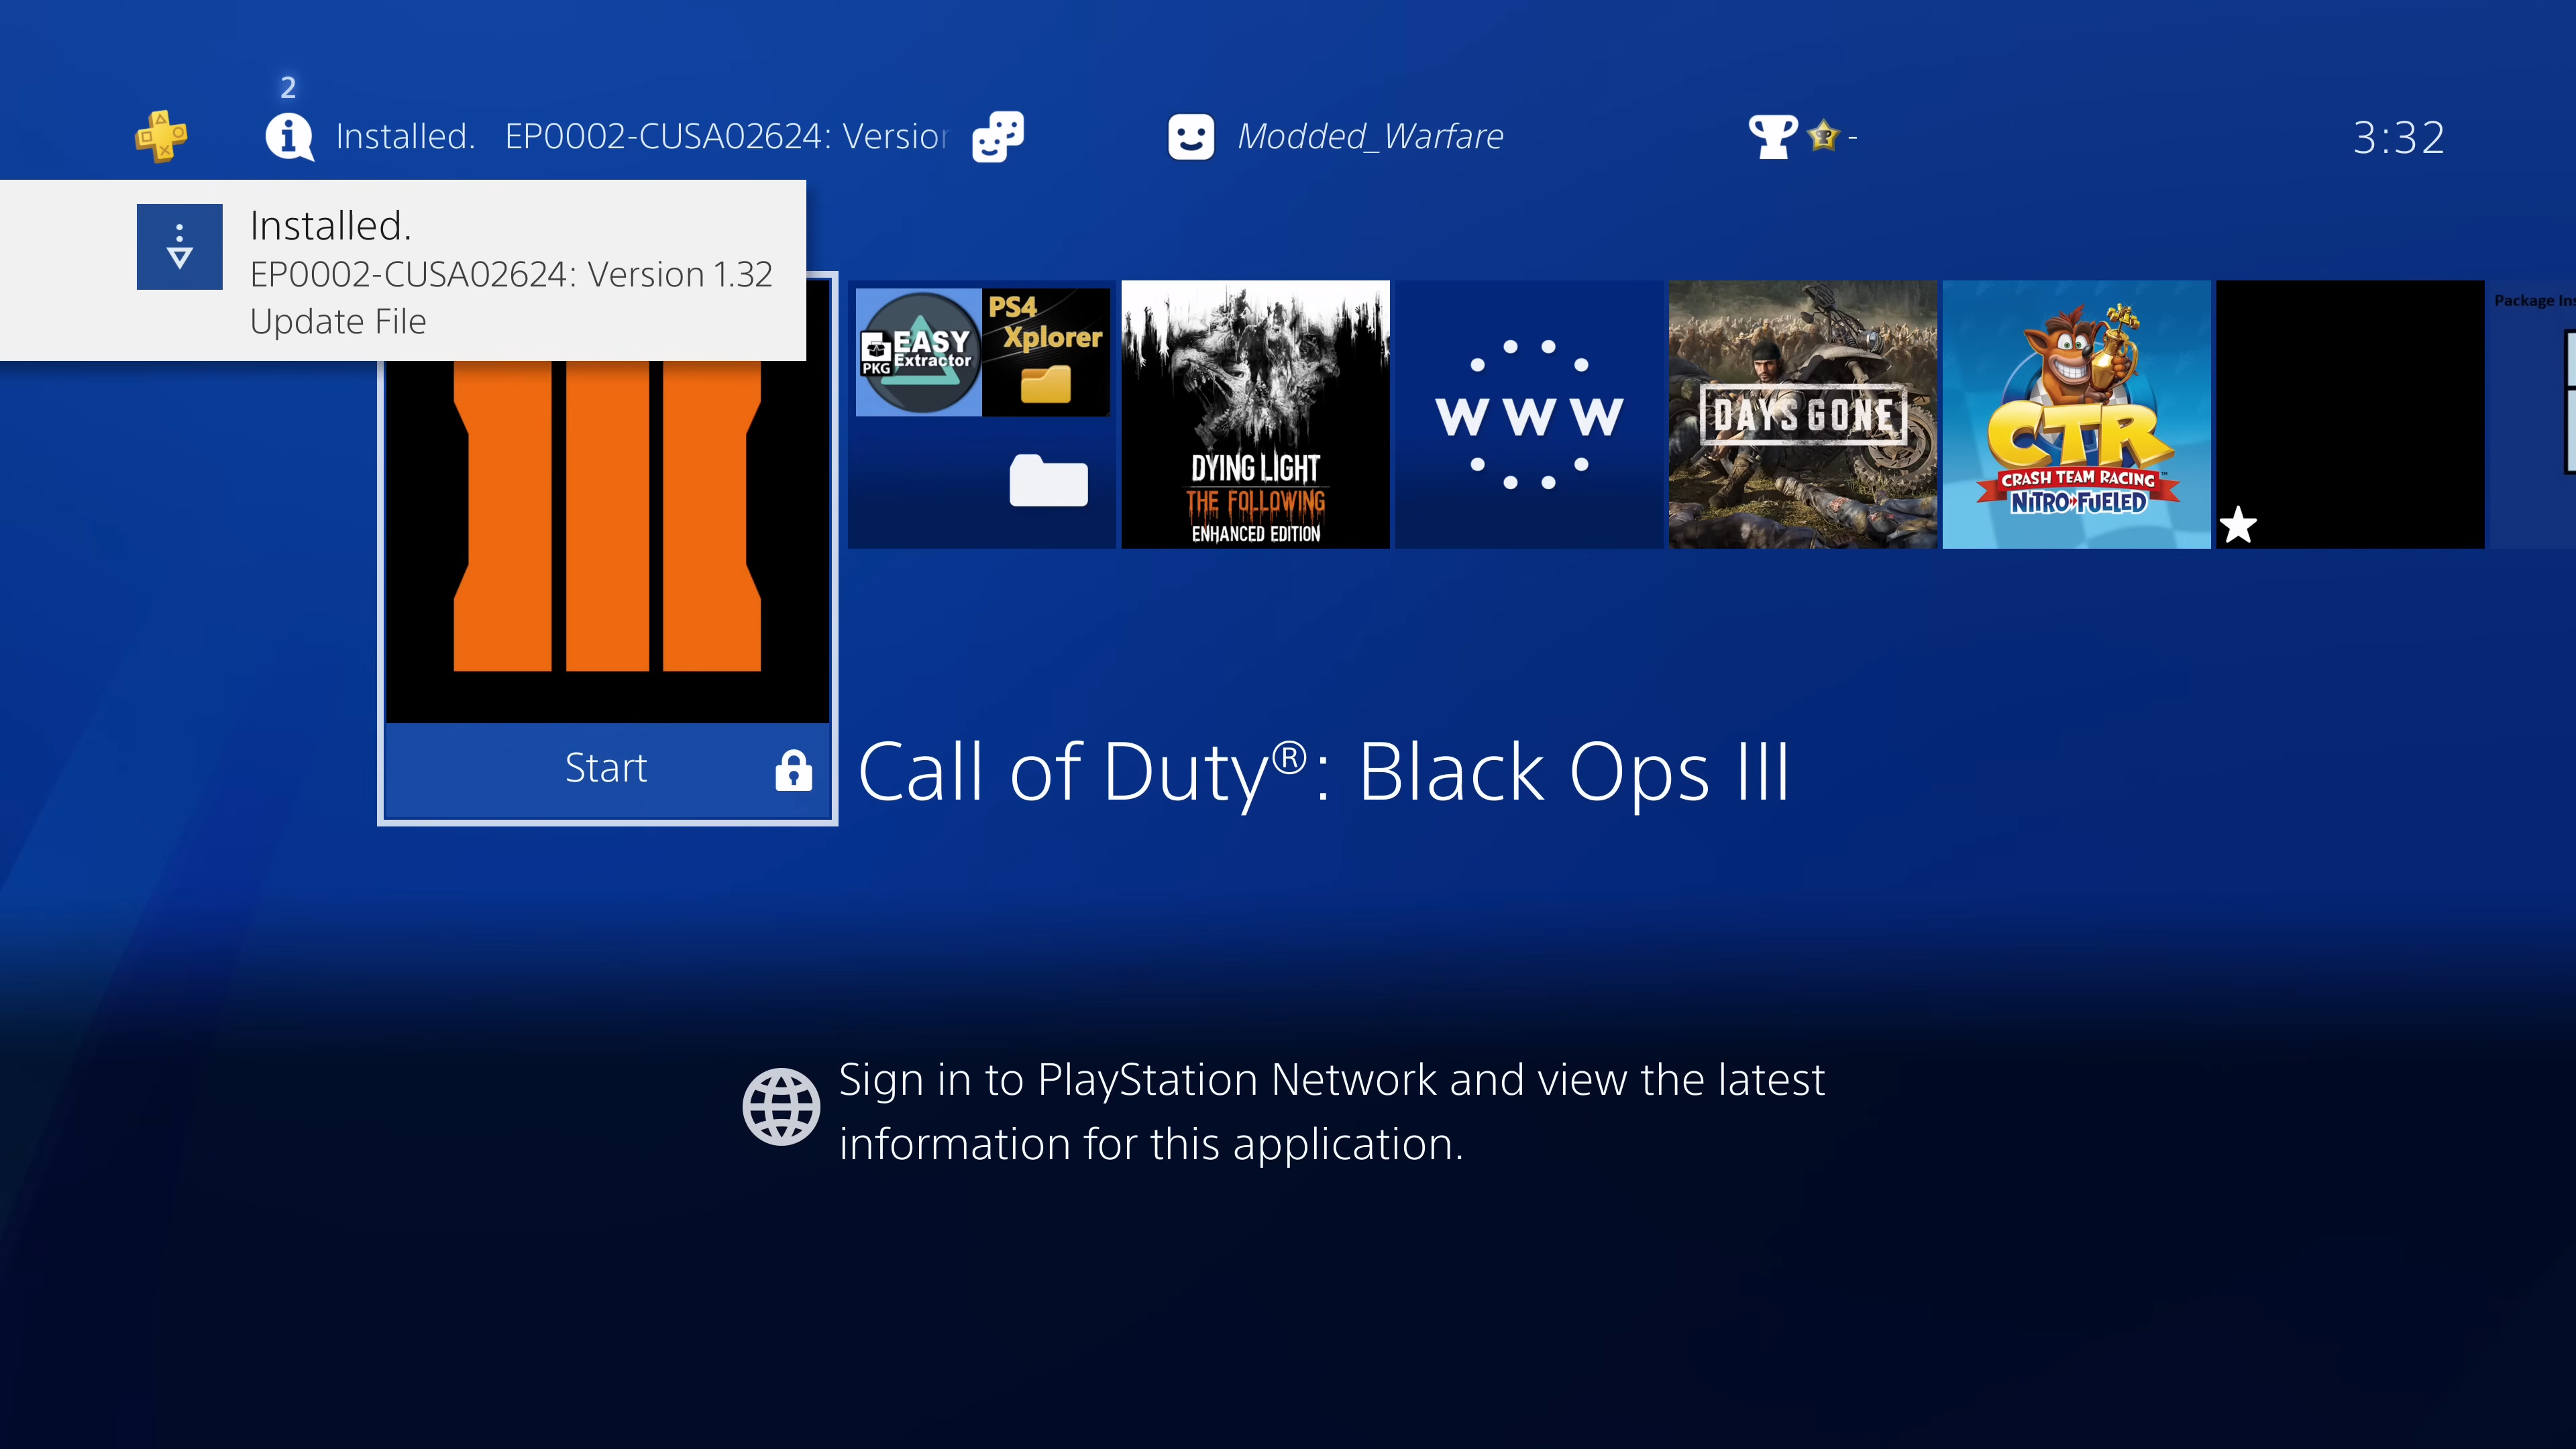 2
Installed. EP0002-CUSA02624: Version
Modded_Warfare
-
3:32
Installed.
EP0002-CUSA02624: Version 1.32
Update File
EASY
Extractor
PKG
PS4
Xplorer
DYING LIGHT
THE FOLLOWING
ENHANCED EDITION
WWW
DAYS GONE
CTR
CRASH TEAM RACING
NITRO FUELED
Package Ins
Start
Call of Duty®: Black Ops III
Sign in to PlayStation Network and view the latest
information for this application.